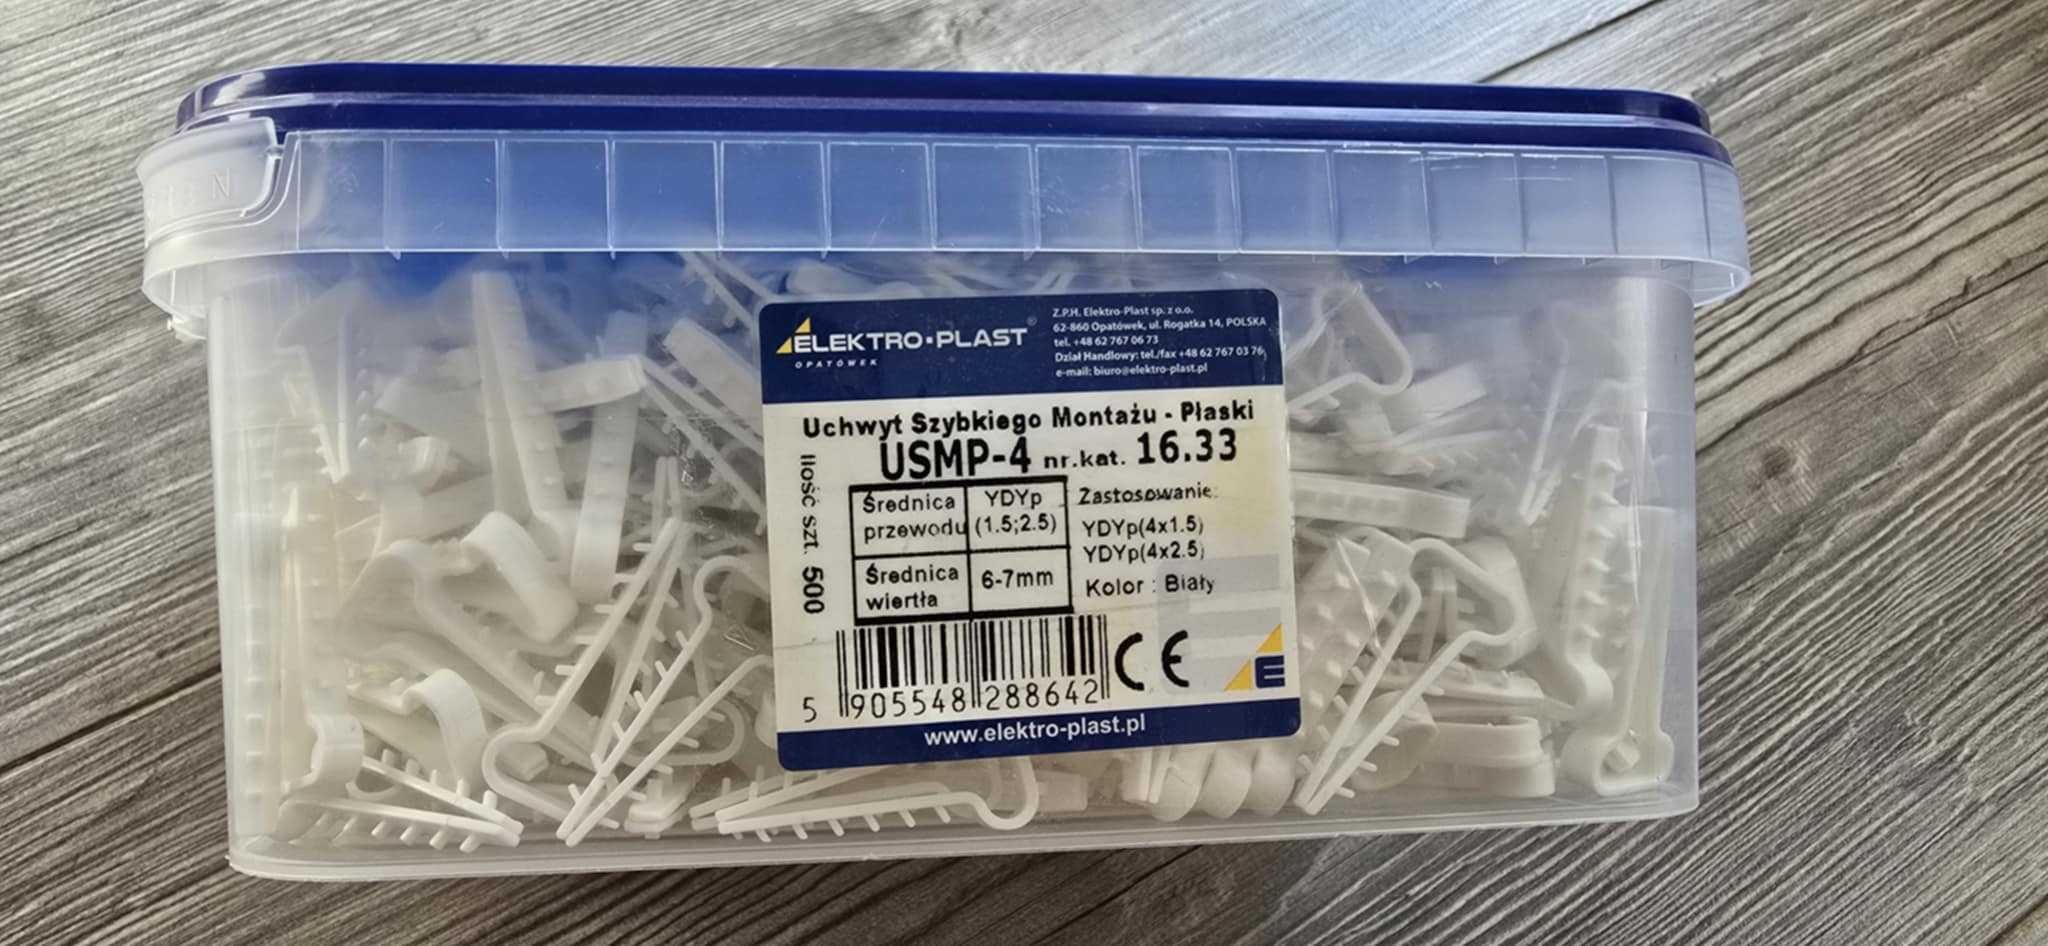 ELEKTRO-PLAST®
OPATÓWEK
Z.P.H. Elektro-Plast sp. z o.o.
62-860 Opatówek, ul. Rogatka 14, POLSKA
tel. +48 62 767 06 73
Dział Handlowy: tel./fax +48 62 767 03 76
e-mail: biuro@elektro-plast.pl
Uchwyt Szybkiego Montażu - Płaski
USMP-4 nr.kat. 16.33
Ilość szt. 500
Średnica przewodu
YDYp (1.5;2.5)
Średnica wiertła
6-7mm
Zastosowanie:
YDYp(4x1.5)
YDYp(4x2.5)
Kolor : Biały
5 905548 288642
CE
E
www.elektro-plast.pl